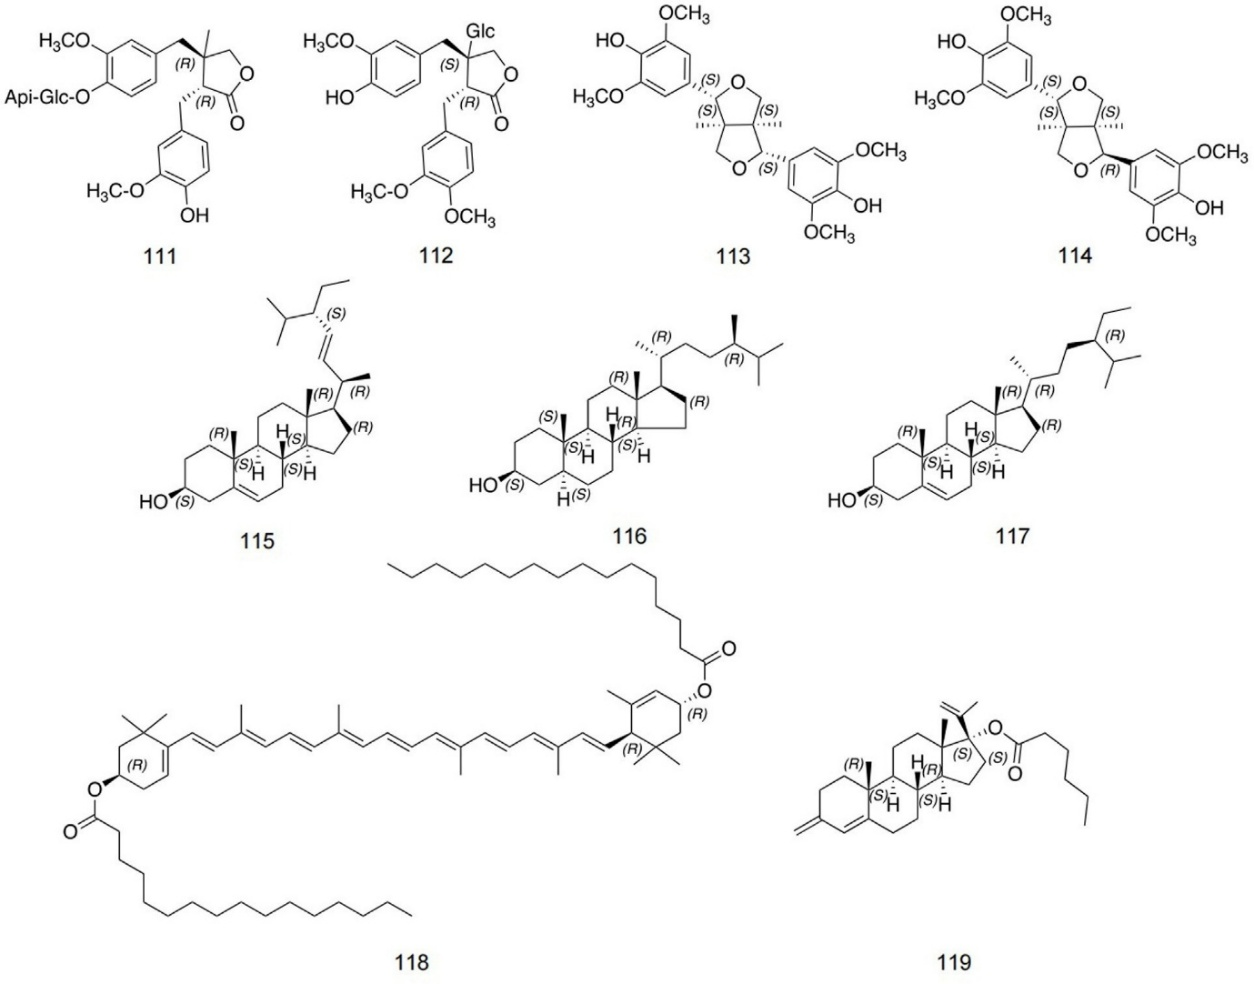 H₃CO (R) (R) O O Api-Glc-O H₃C-O OH
111
Glc H₃CO (S) (R) O O HO H₃C-O OCH₃
112
OCH₃ HO H₃CO (S) (S) O (S) (S) O OCH₃ OH OCH₃
113
OCH₃ HO H₃CO (S) (S) O (S) (R) O OCH₃ OH OCH₃
114
(S) (R) (R) (R) (R) H (S) (S) H (S) H HO (S)
115
(R) (R) (R) (R) (S) H (R) (S) H (S) H HO (S) H (S)
116
(R) (R) (R) (R) (R) H (S) (S) H (S) H HO (S)
117
O O (R) (R) (R) O O
118
O O (S) (S) (R) H (R) (S) H (S) H
119